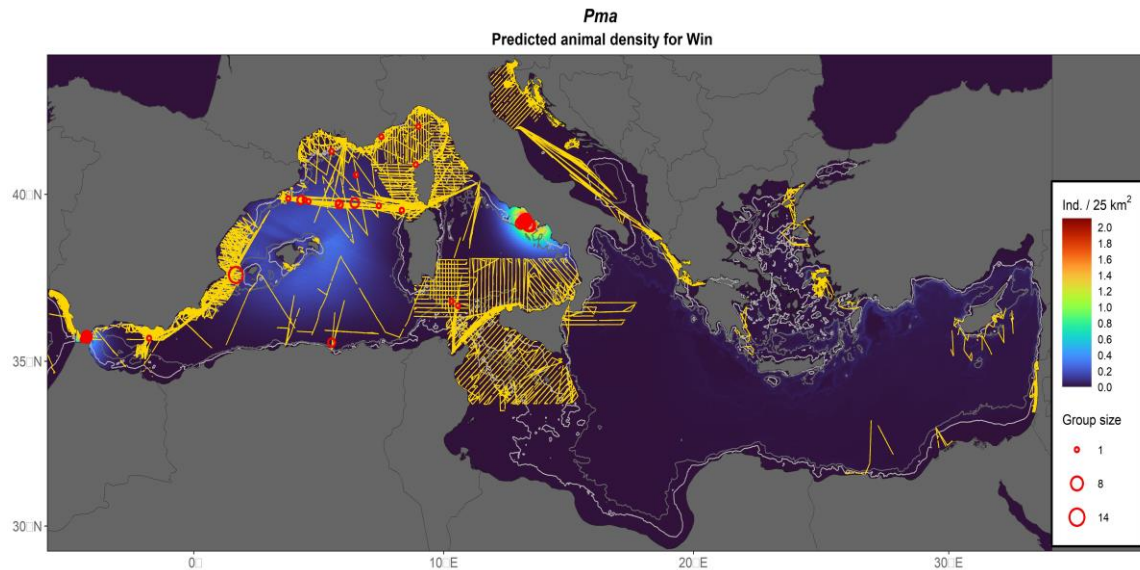 Pma
Predicted animal density for Win
40□N
35□N
30□N
0□
10□E
20□E
30□E
Ind. / 25 km²
2.0
1.8
1.6
1.4
1.2
1.0
0.8
0.6
0.4
0.2
0.0
Group size
1
8
14